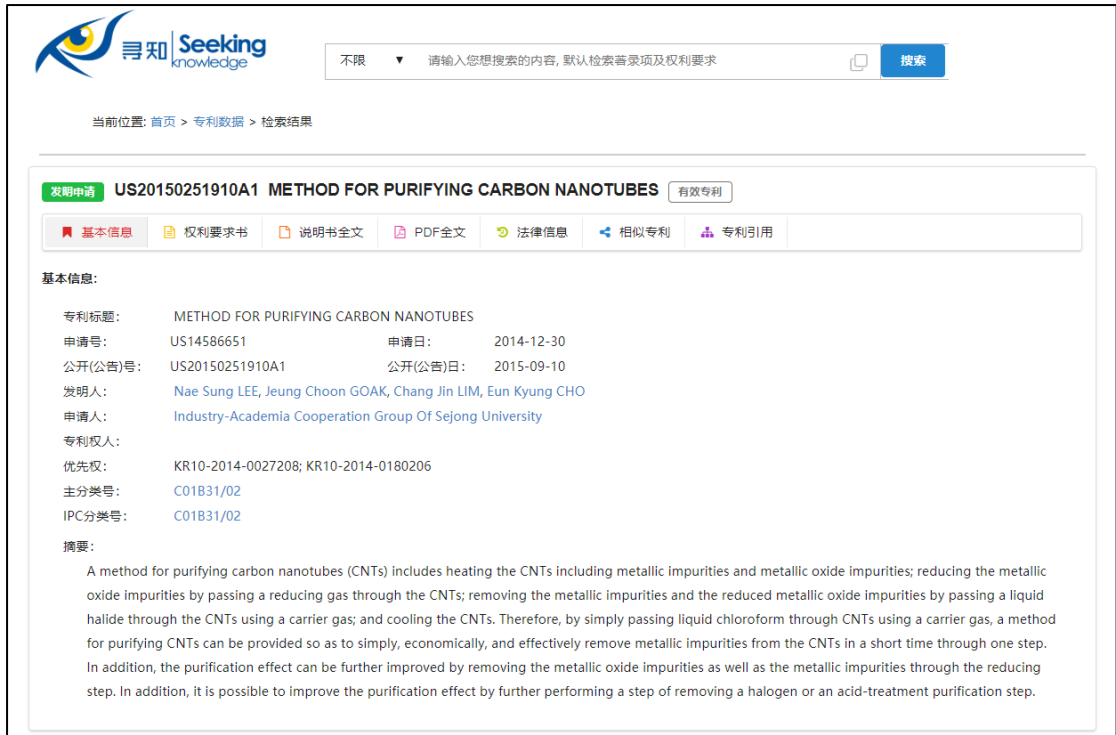 寻知 Seeking knowledge
不限 ▼ 请输入您想搜索的内容, 默认检索著录项及权利要求 搜索
当前位置: 首页 > 专利数据 > 检索结果
发明申请 US20150251910A1 METHOD FOR PURIFYING CARBON NANOTUBES 有效专利
基本信息 权利要求书 说明书全文 PDF全文 法律信息 相似专利 专利引用
基本信息:
专利标题: METHOD FOR PURIFYING CARBON NANOTUBES
申请号: US14586651 申请日: 2014-12-30
公开(公告)号: US20150251910A1 公开(公告)日: 2015-09-10
发明人: Nae Sung LEE, Jeung Choon GOAK, Chang Jin LIM, Eun Kyung CHO
申请人: Industry-Academia Cooperation Group Of Sejong University
专利权人:
优先权: KR10-2014-0027208; KR10-2014-0180206
主分类号: C01B31/02
IPC分类号: C01B31/02
摘要:
A method for purifying carbon nanotubes (CNTs) includes heating the CNTs including metallic impurities and metallic oxide impurities; reducing the metallic
oxide impurities by passing a reducing gas through the CNTs; removing the metallic impurities and the reduced metallic oxide impurities by passing a liquid
halide through the CNTs using a carrier gas; and cooling the CNTs. Therefore, by simply passing liquid chloroform through CNTs using a carrier gas, a method
for purifying CNTs can be provided so as to simply, economically, and effectively remove metallic impurities from the CNTs in a short time through one step.
In addition, the purification effect can be further improved by removing the metallic oxide impurities as well as the metallic impurities through the reducing
step. In addition, it is possible to improve the purification effect by further performing a step of removing a halogen or an acid-treatment purification step.